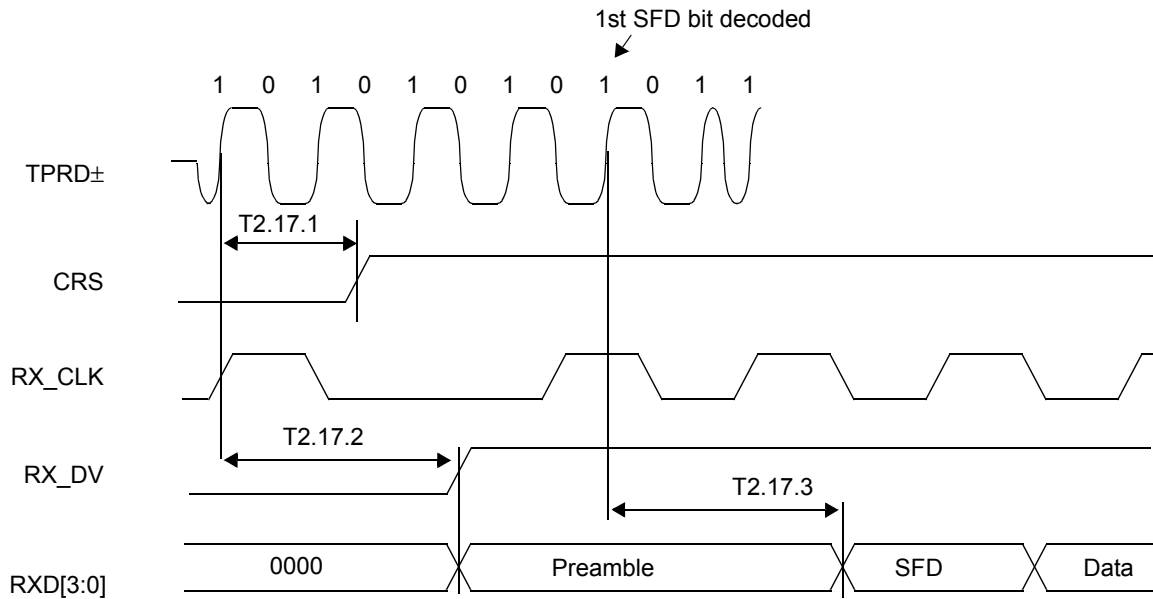 1st SFD bit decoded
1 0 1 0 1 0 1 0 1 0 1 1
TPRD±
T2.17.1
CRS
RX_CLK
T2.17.2
RX_DV
T2.17.3
0000 Preamble SFD Data
RXD[3:0]